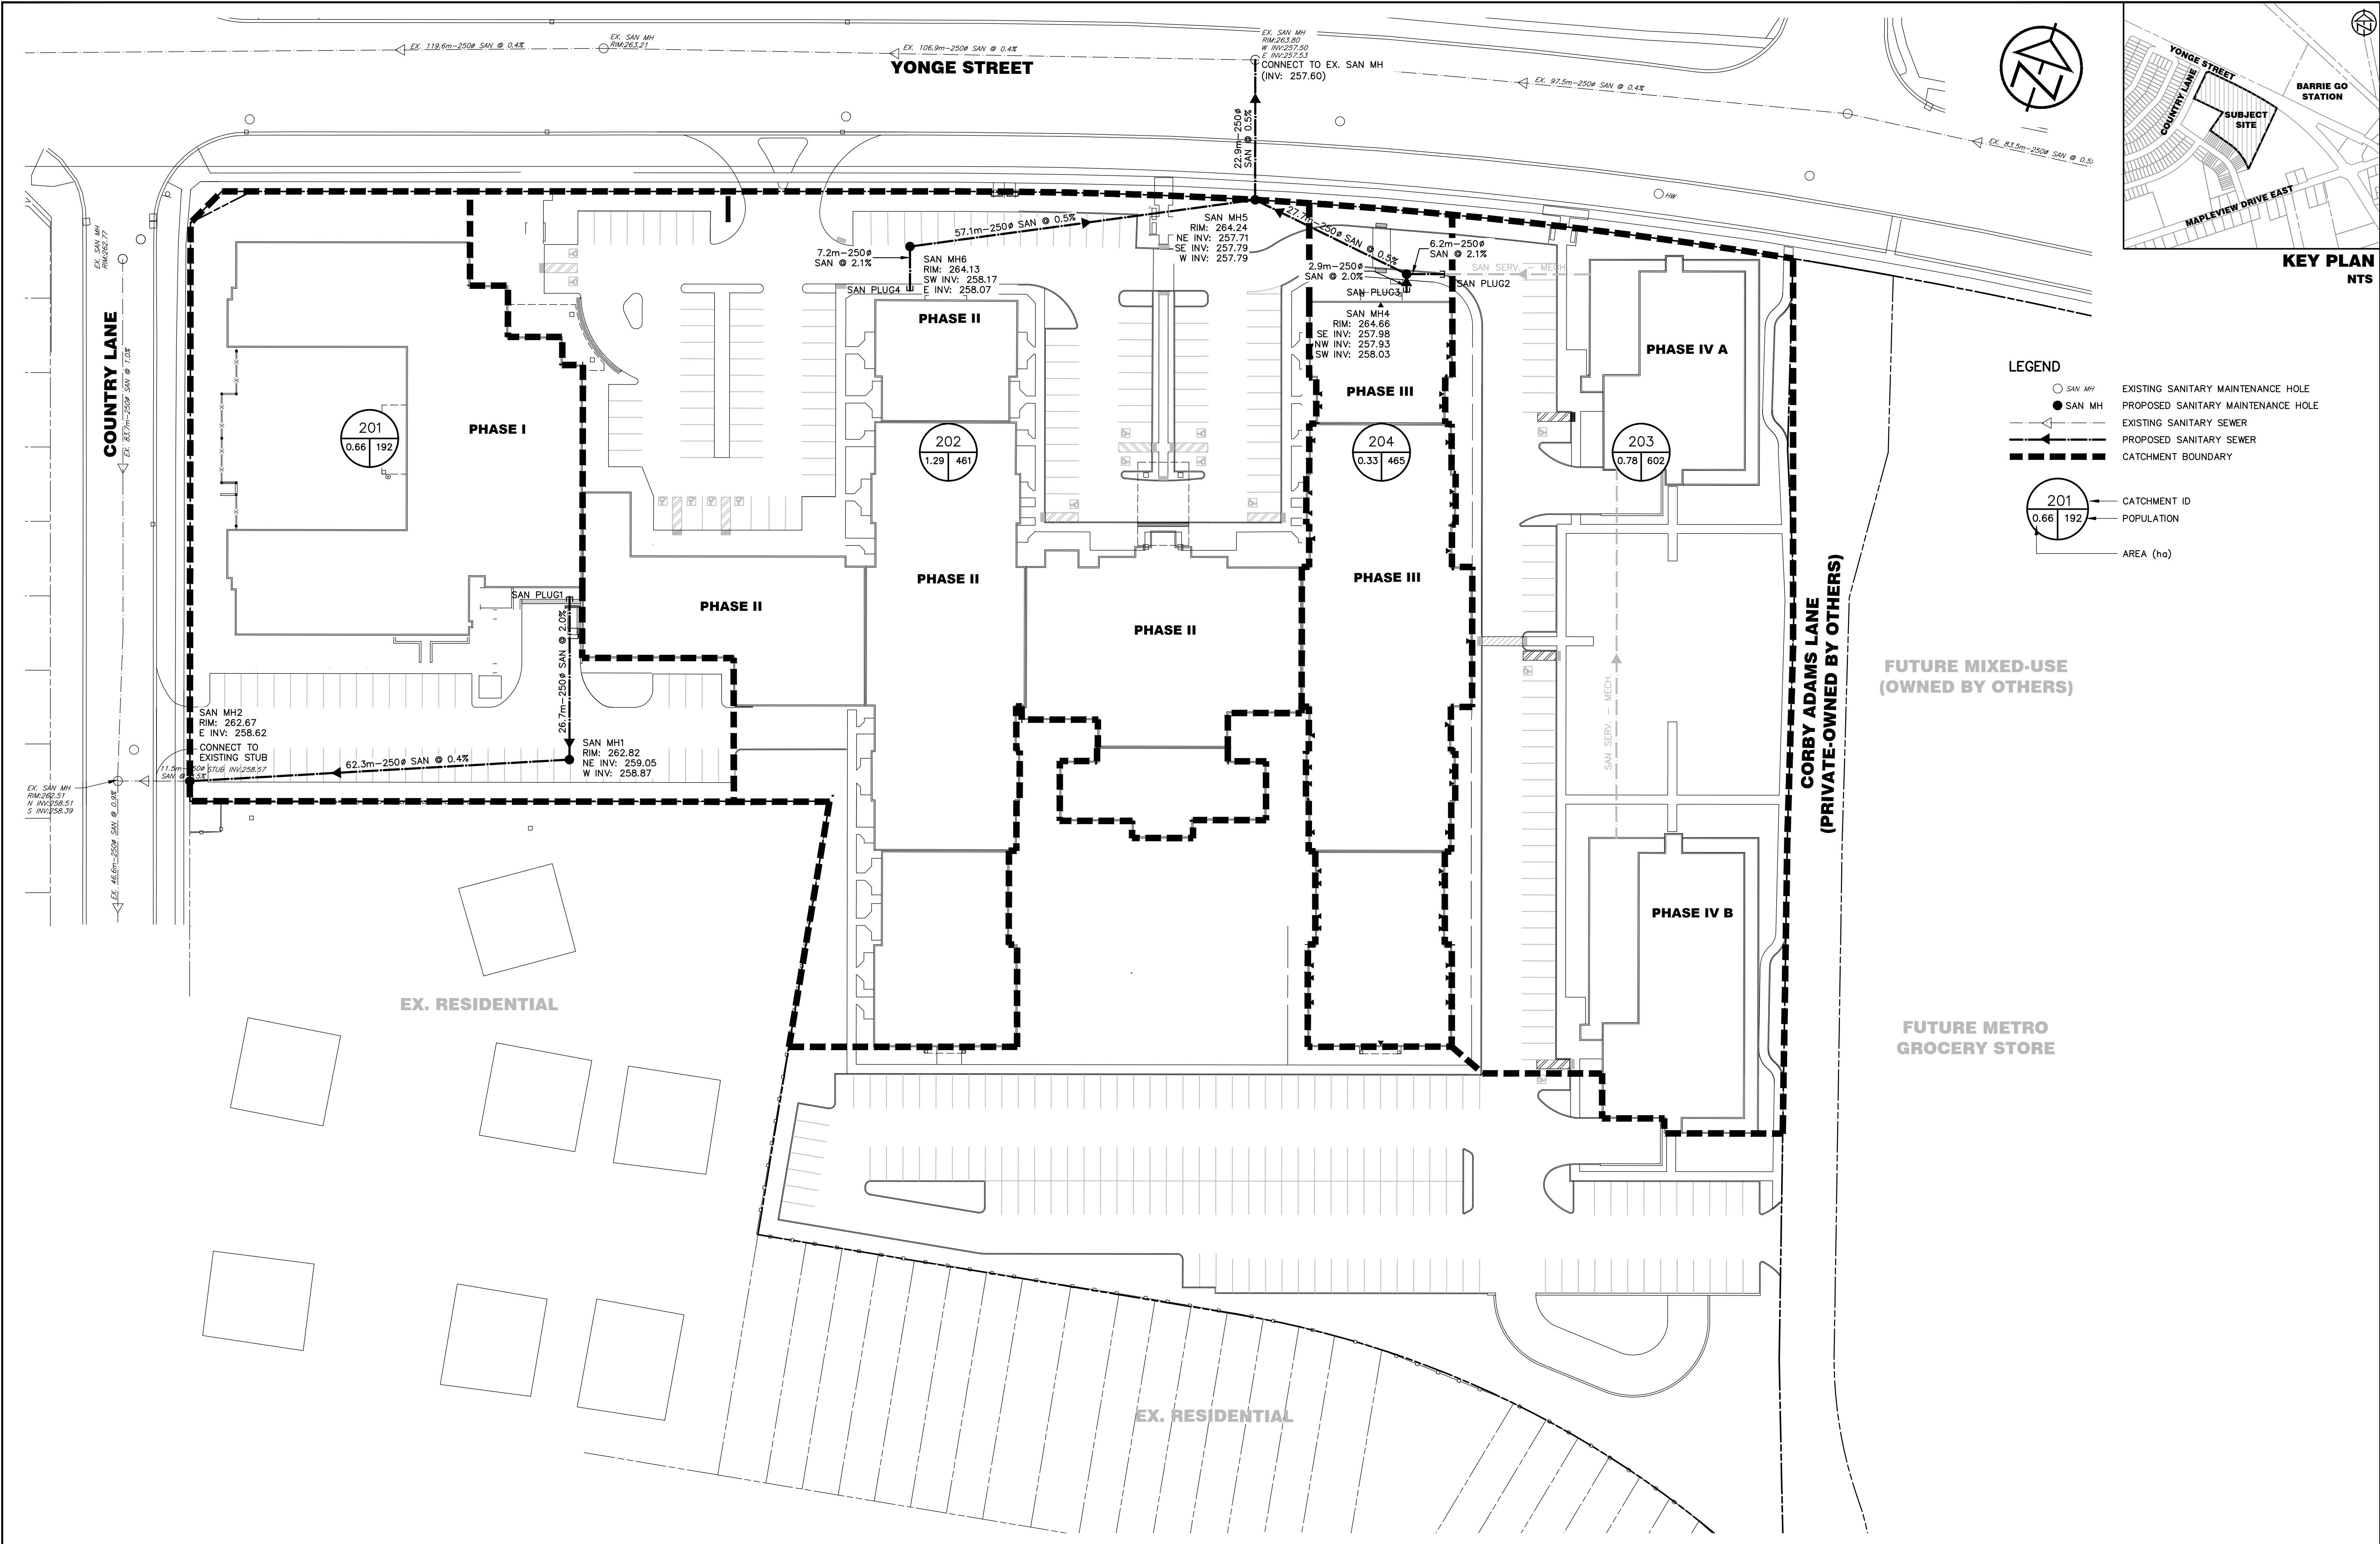 EX. 119.6m-250ø SAN @ 0.4%
EX. SAN MH
RIM:263.21
EX. 106.9m-250ø SAN @ 0.4%
YONGE STREET
EX. SAN MH
RIM:263.80
W INV:257.50
E INV:257.53
CONNECT TO EX. SAN MH
(INV: 257.60)
EX. 97.5m-250ø SAN @ 0.4%
EX. 83.5m-250ø SAN @ 0.5
22.9m-250ø
SAN @ 0.5%
HW
YONGE STREET
COUNTRY LANE
BARRIE GO
STATION
SUBJECT
SITE
MAPLEVIEW DRIVE EAST
KEY PLAN
NTS
EX. SAN MH
RIM:262.77
COUNTRY LANE
EX. 83.7m-250ø SAN @ 1.0%
57.1m-250ø SAN @ 0.5%
7.2m-250ø
SAN @ 2.1%
SAN MH6
RIM: 264.13
SW INV: 258.17
E INV: 258.07
SAN PLUG4
SAN MH5
RIM: 264.24
NE INV: 257.71
SE INV: 257.79
W INV: 257.79
27.7m-250ø SAN @ 0.5%
6.2m-250ø
SAN @ 2.1%
2.9m-250ø
SAN @ 2.0%
SAN SERV. - MECH.
SAN PLUG2
SAN PLUG3
SAN MH4
RIM: 264.66
SE INV: 257.98
NW INV: 257.93
SW INV: 258.03
PHASE II
PHASE III
PHASE IV A
PHASE I
201
0.66 192
202
1.29 461
204
0.33 465
203
0.78 602
LEGEND
SAN MH EXISTING SANITARY MAINTENANCE HOLE
SAN MH PROPOSED SANITARY MAINTENANCE HOLE
EXISTING SANITARY SEWER
PROPOSED SANITARY SEWER
CATCHMENT BOUNDARY
201
0.66 192
CATCHMENT ID
POPULATION
AREA (ha)
PHASE II
PHASE III
PHASE II
PHASE II
SAN PLUG1
26.7m-250ø SAN @ 2.0%
SAN SERV. - MECH.
CORBY ADAMS LANE
(PRIVATE-OWNED BY OTHERS)
FUTURE MIXED-USE
(OWNED BY OTHERS)
SAN MH2
RIM: 262.67
E INV: 258.62
CONNECT TO
EXISTING STUB
STUB INV:258.57
62.3m-250ø SAN @ 0.4%
SAN MH1
RIM: 262.82
NE INV: 259.05
W INV: 258.87
EX. SAN MH
RIM:262.51
N INV:258.51
S INV:258.39
EX. 46.6m-250ø SAN @ 0.9%
PHASE IV B
EX. RESIDENTIAL
FUTURE METRO
GROCERY STORE
EX. RESIDENTIAL